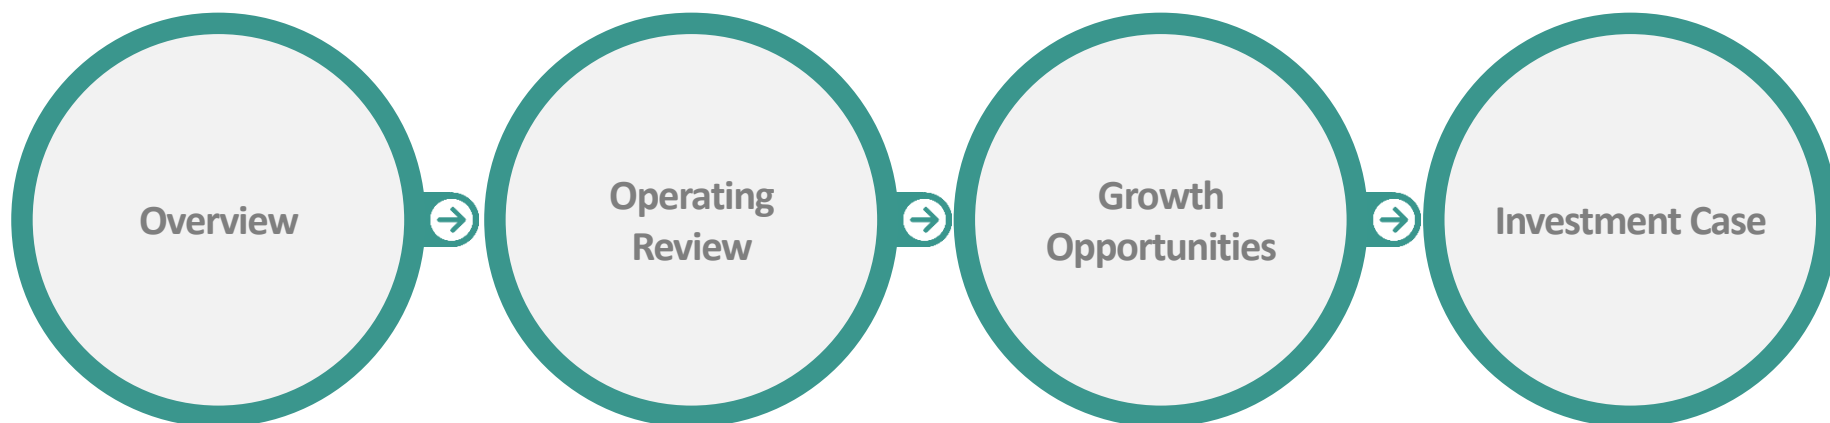 Overview
Operating
Review
Growth
Opportunities
Investment Case